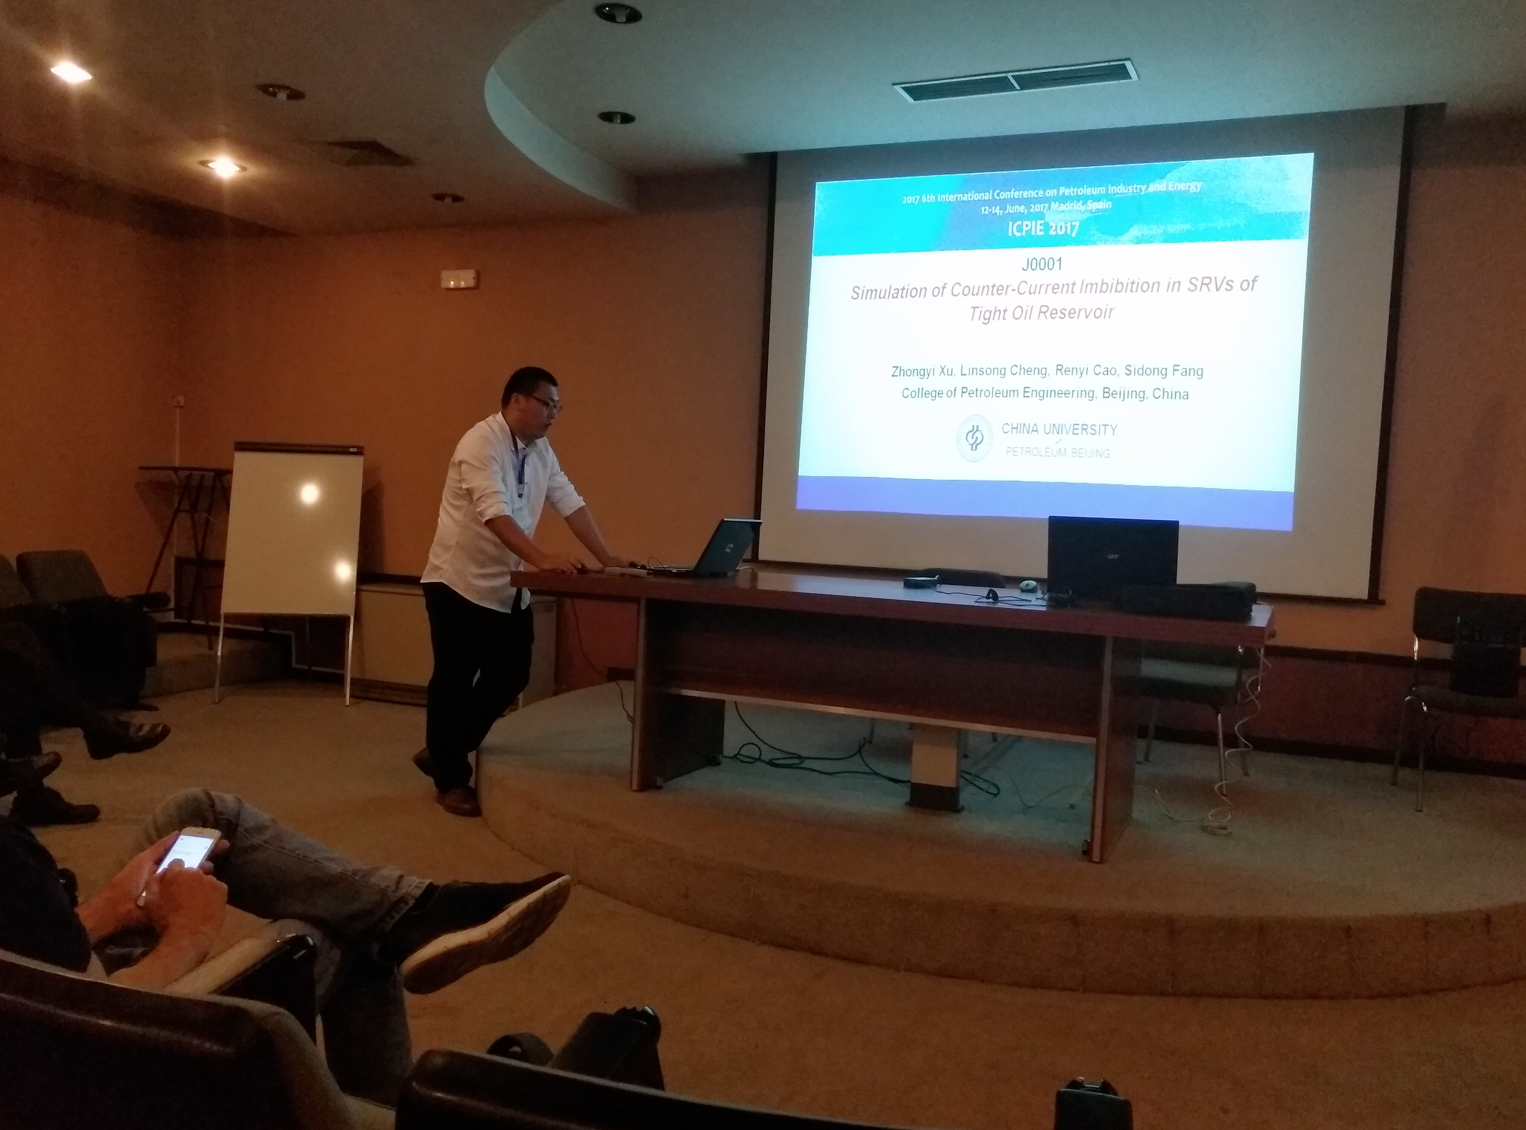 2017 6th International Conference on Petroleum Industry and Energy
12-14, June, 2017 Madrid, Spain
ICPIE 2017
J0001
Simulation of Counter-Current Imbibition in SRVs of
Tight Oil Reservoir
Zhongyi Xu, Linsong Cheng, Renyi Cao, Sidong Fang
College of Petroleum Engineering, Beijing, China
CHINA UNIVERSITY
of
PETROLEUM BEIJING
acer